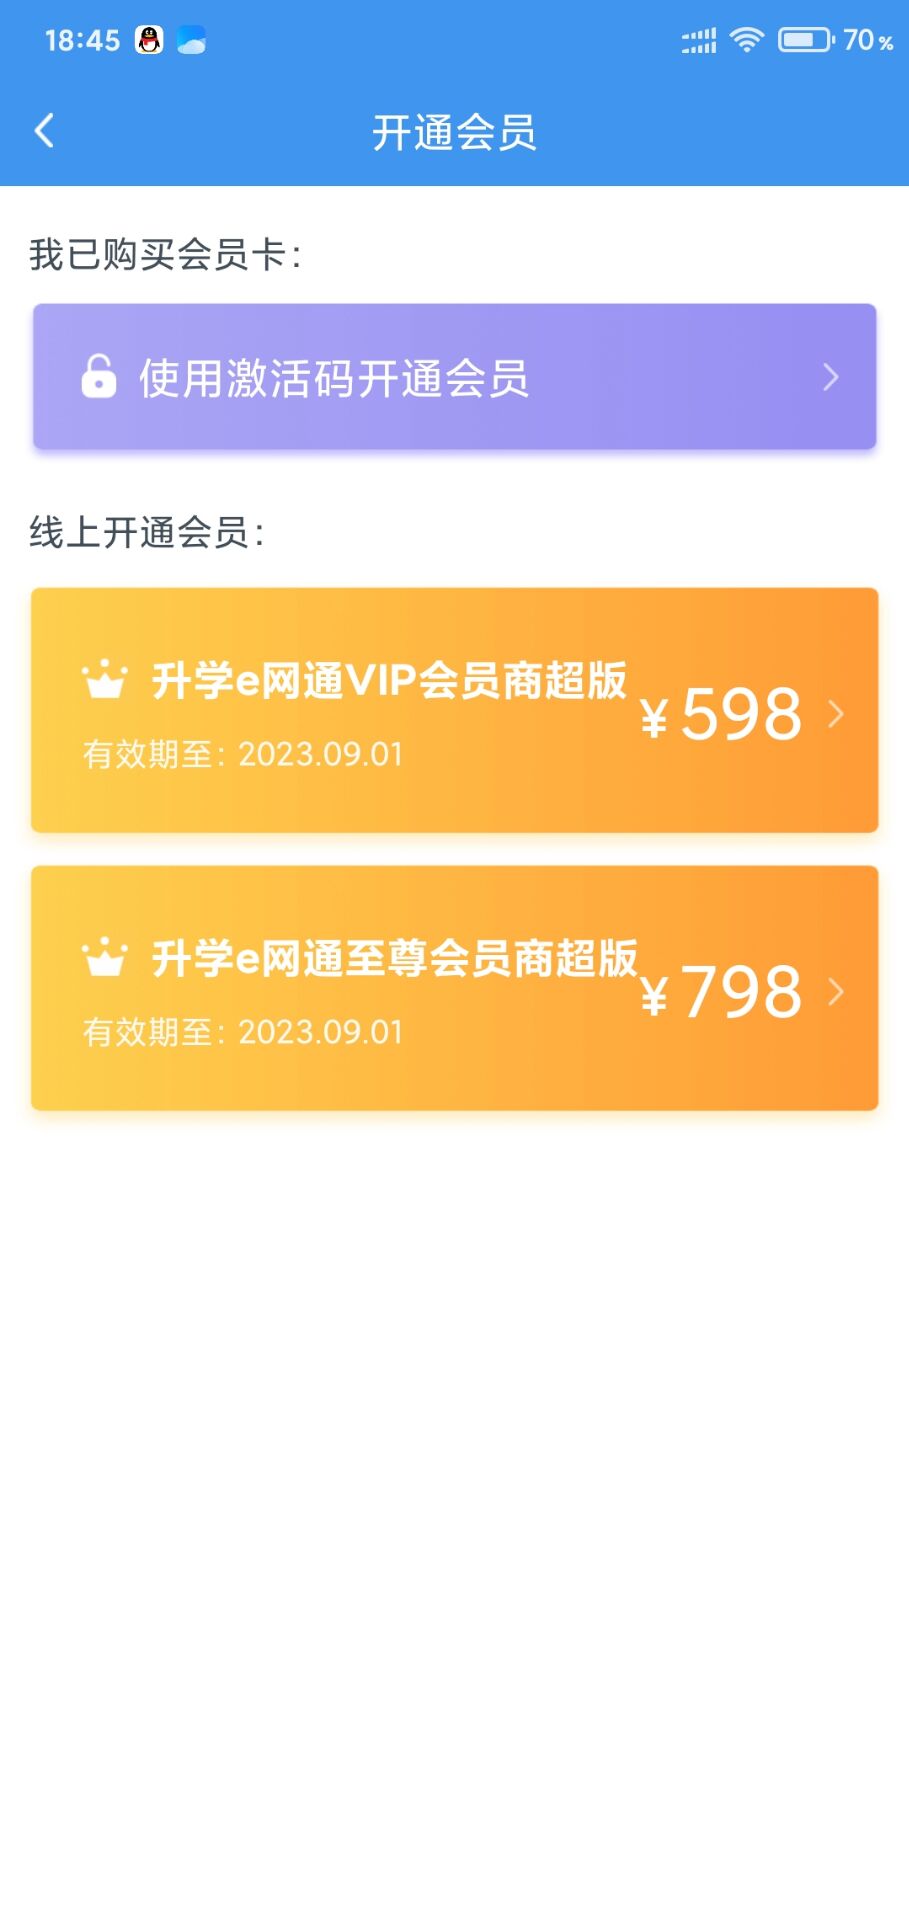 18:45 70%
开通会员
我已购买会员卡:
使用激活码开通会员
线上开通会员:
升学e网通VIP会员商超版
¥598
有效期至: 2023.09.01
升学e网通至尊会员商超版
¥798
有效期至: 2023.09.01